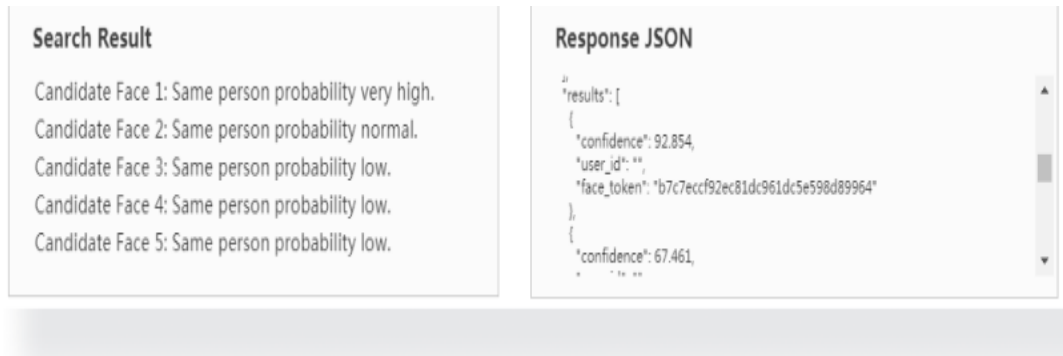 Search Result
Candidate Face 1: Same person probability very high.
Candidate Face 2: Same person probability normal.
Candidate Face 3: Same person probability low.
Candidate Face 4: Same person probability low.
Candidate Face 5: Same person probability low.
Response JSON
"results": [
{
"confidence": 92.854,
"user_id": "",
"face_token": "b7c7eccf92ec81dc961dc5e598d89964"
},
{
"confidence": 67.461,